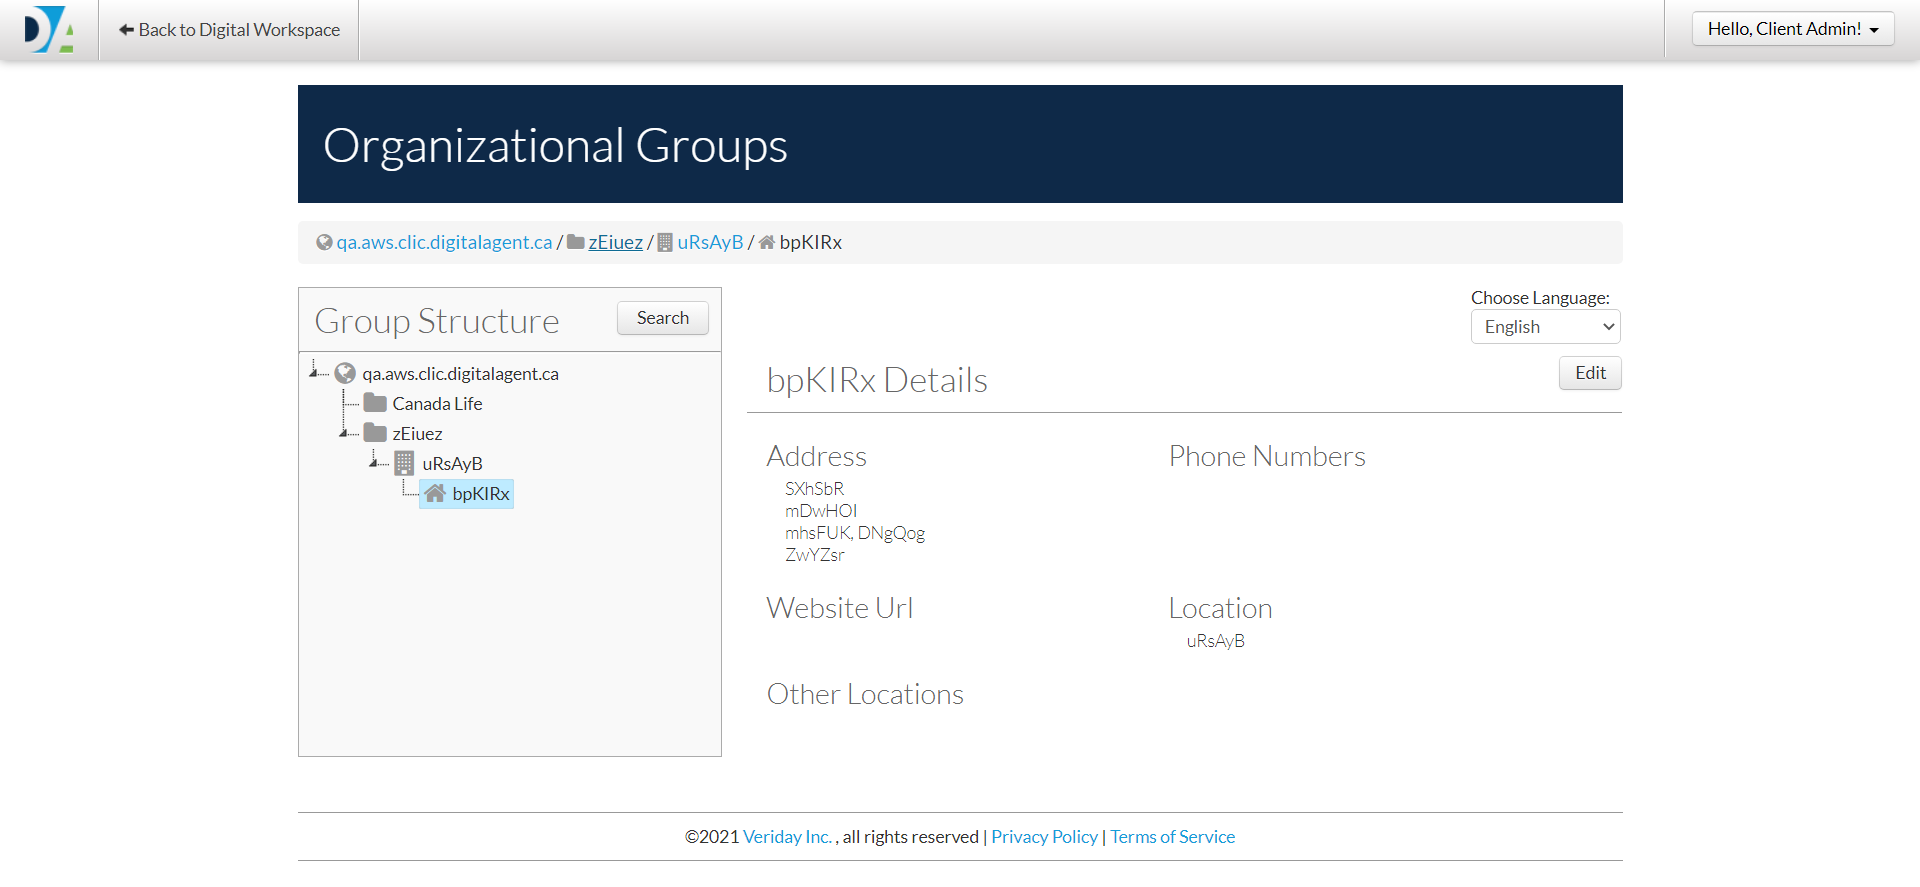 Back to Digital Workspace
Hello, Client Admin!
Organizational Groups
qa.aws.clic.digitalagent.ca / zEiuez / uRsAyB / bpKIRx
Group Structure
Search
qa.aws.clic.digitalagent.ca
Canada Life
zEiuez
uRsAyB
bpKIRx
Choose Language:
English
bpKIRx Details
Edit
Address
SXhSbR
mDwHOI
mhsFUK, DNgQog
ZwYZsr
Phone Numbers
Website Url
Location
uRsAyB
Other Locations
©2021 Veriday Inc. , all rights reserved | Privacy Policy | Terms of Service